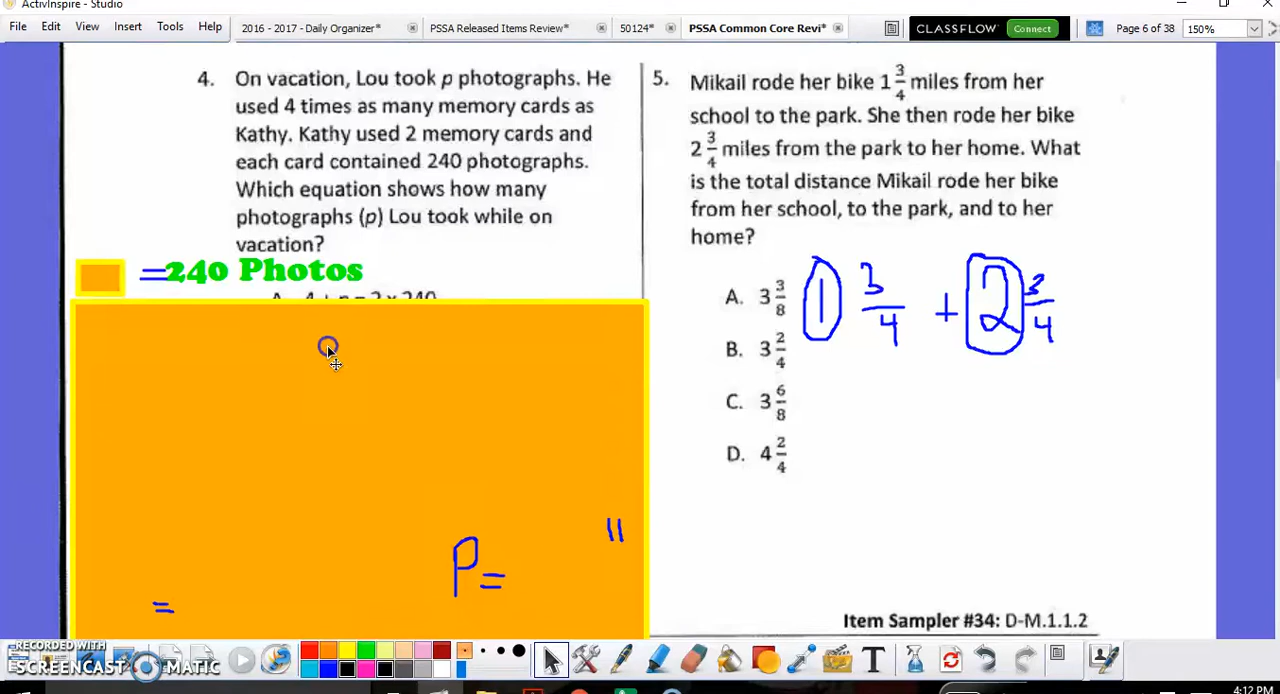 ActivInspire - Studio
File Edit View Insert Tools Help
2016 - 2017 - Daily Organizer*
PSSA Released Items Review*
50124*
PSSA Common Core Revi*
CLASSFLOW Connect
Page 6 of 38
150%
4. On vacation, Lou took p photographs. He
used 4 times as many memory cards as
Kathy. Kathy used 2 memory cards and
each card contained 240 photographs.
Which equation shows how many
photographs (p) Lou took while on
vacation?
=240 Photos
P=
=
"
5. Mikail rode her bike 1 3/4 miles from her
school to the park. She then rode her bike
2 3/4 miles from the park to her home. What
is the total distance Mikail rode her bike
from her school, to the park, and to her
home?
A. 3 3/8
B. 3 2/4
C. 3 6/8
D. 4 2/4
1 3/4 + 2 3/4
Item Sampler #34: D-M.1.1.2
RECORDED WITH
SCREENCAST MATIC
T
4:12 PM